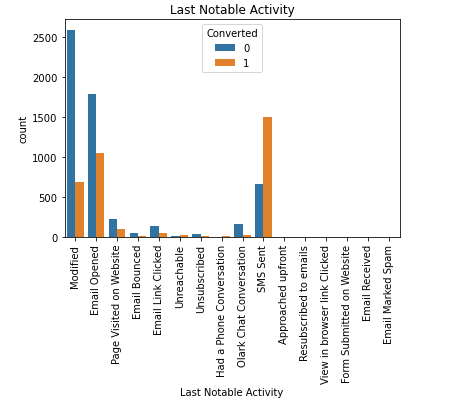 Last Notable Activity
Converted
0
1
count
2500
2000
1500
1000
500
0
Modified
Email Opened
Page Visited on Website
Email Bounced
Email Link Clicked
Unreachable
Unsubscribed
Had a Phone Conversation
Olark Chat Conversation
SMS Sent
Approached upfront
Resubscribed to emails
View in browser link Clicked
Form Submitted on Website
Email Received
Email Marked Spam
Last Notable Activity